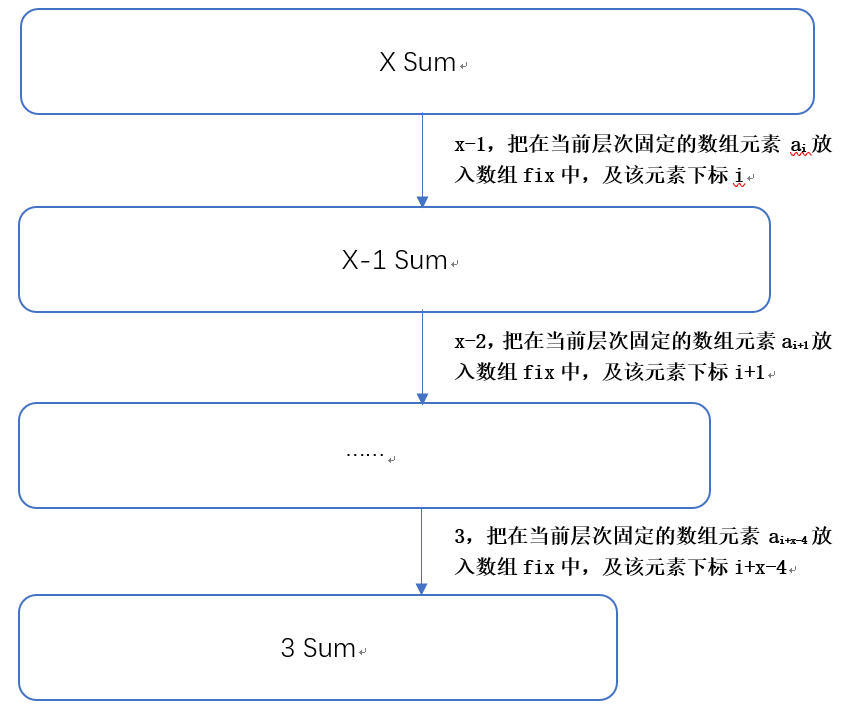 X Sum
x-1，把在当前层次固定的数组元素 aᵢ放
入数组 fix 中，及该元素下标 i
X-1 Sum
x-2，把在当前层次固定的数组元素 aᵢ₊₁放
入数组 fix 中，及该元素下标 i+1
……
3，把在当前层次固定的数组元素 aᵢ₊ₓ₋₄放
入数组 fix 中，及该元素下标 i+x-4
3 Sum